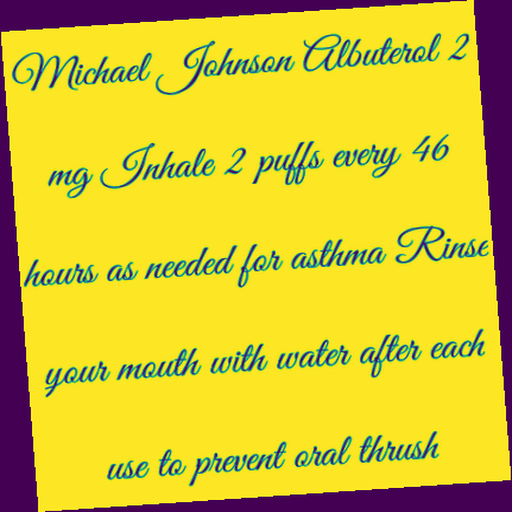 Michael Johnson Albuterol 2
mg Inhale 2 puffs every 46
hours as needed for asthma Rinse
your mouth with water after each
use to prevent oral thrush